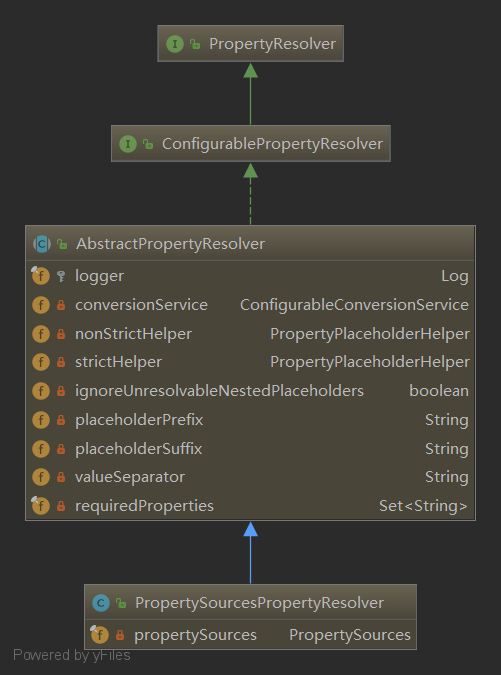 PropertyResolver
ConfigurablePropertyResolver
AbstractPropertyResolver
logger Log
conversionService ConfigurableConversionService
nonStrictHelper PropertyPlaceholderHelper
strictHelper PropertyPlaceholderHelper
ignoreUnresolvableNestedPlaceholders boolean
placeholderPrefix String
placeholderSuffix String
valueSeparator String
requiredProperties Set<String>
PropertySourcesPropertyResolver
propertySources PropertySources
Powered by yFiles